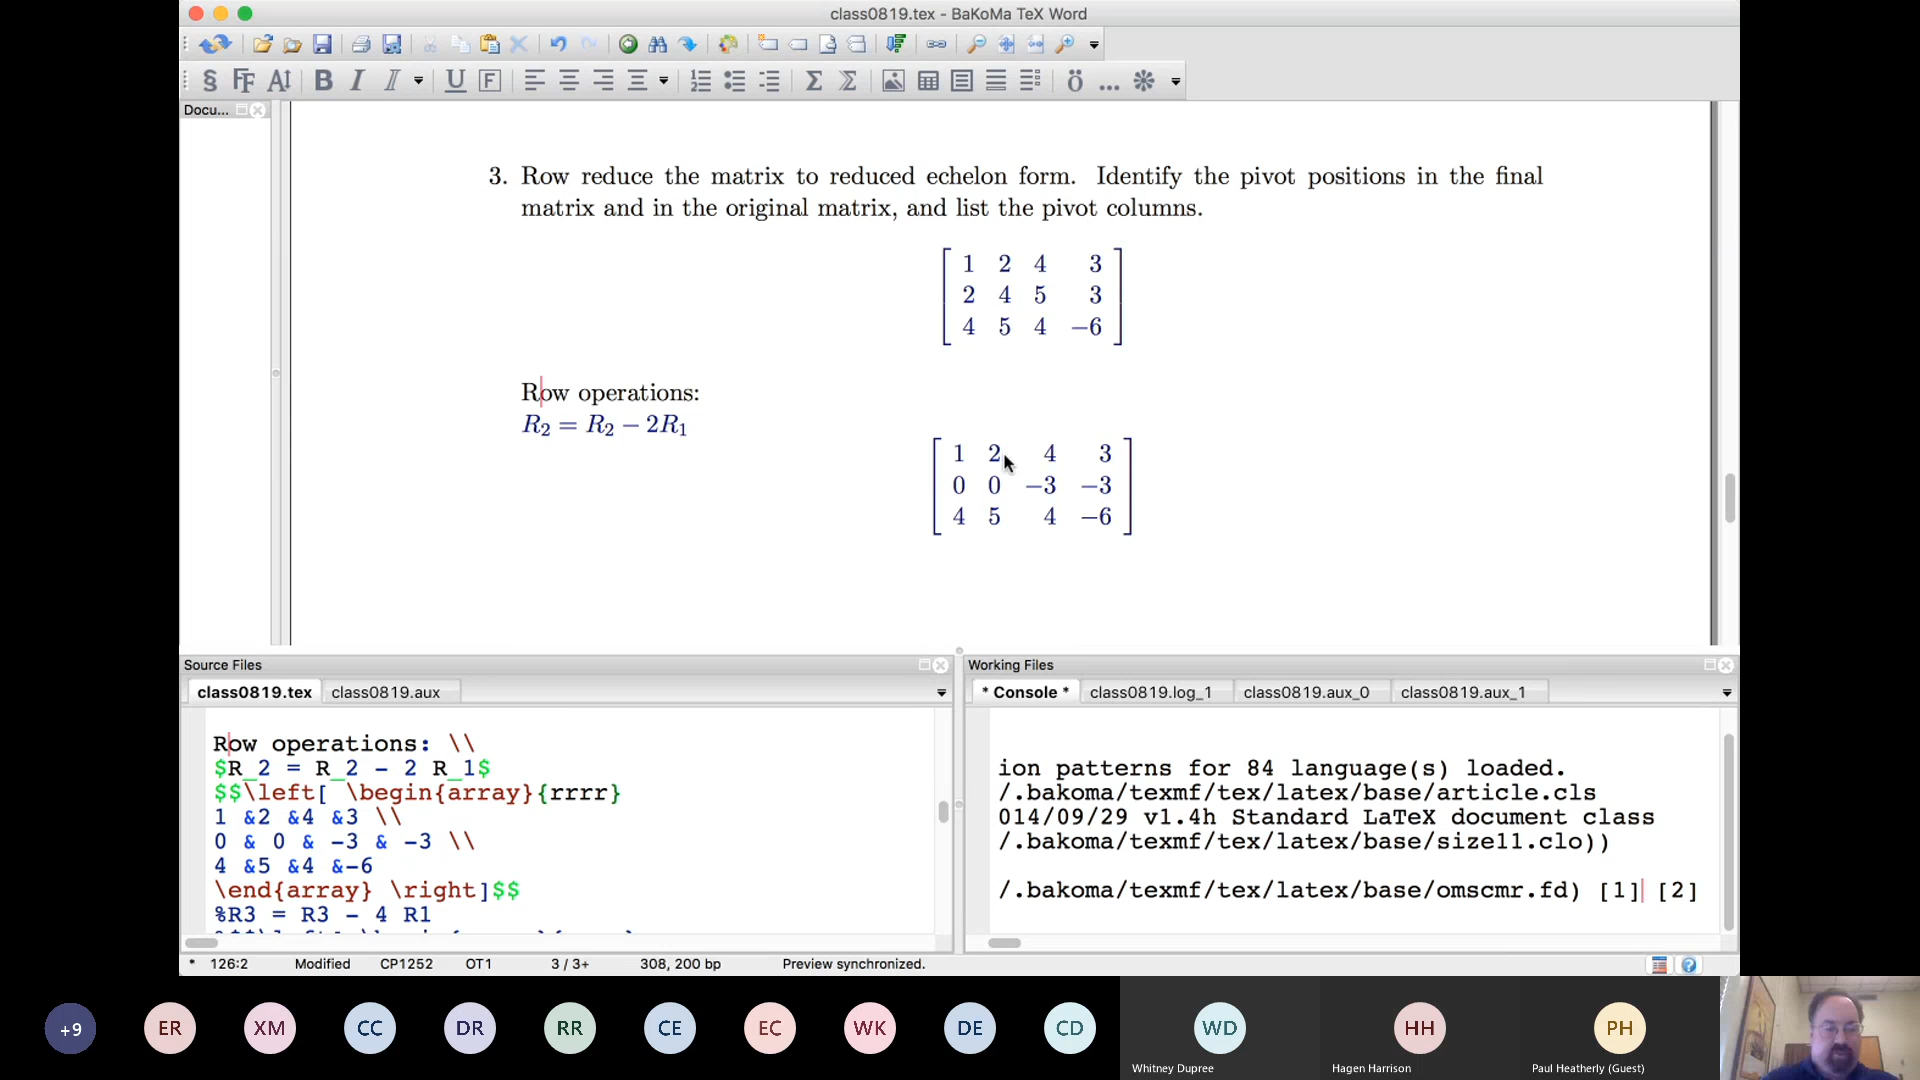 class0819.tex - BaKoMa TeX Word
Docu...
3. Row reduce the matrix to reduced echelon form. Identify the pivot positions in the final
matrix and in the original matrix, and list the pivot columns.
1 2 4 3
2 4 5 3
4 5 4 −6
Row operations:
R2 = R2 − 2R1
1 2 4 3
0 0 −3 −3
4 5 4 −6
Source Files
class0819.tex class0819.aux
Row operations: \\
$R_2 = R_2 - 2 R_1$
$$\left[ \begin{array}{rrrr}
1 &2 &4 &3 \\
0 & 0 & -3 & -3 \\
4 &5 &4 &-6
\end{array} \right]$$
%R3 = R3 - 4 R1
Working Files
* Console * class0819.log_1 class0819.aux_0 class0819.aux_1
ion patterns for 84 language(s) loaded.
/.bakoma/texmf/tex/latex/base/article.cls
014/09/29 v1.4h Standard LaTeX document class
/.bakoma/texmf/tex/latex/base/size11.clo))
/.bakoma/texmf/tex/latex/base/omscmr.fd) [1] [2]
* 126:2 Modified CP1252 OT1 3 / 3+ 308, 200 bp Preview synchronized.
+9 ER XM CC DR RR CE EC WK DE CD WD HH PH
Whitney Dupree Hagen Harrison Paul Heatherly (Guest)